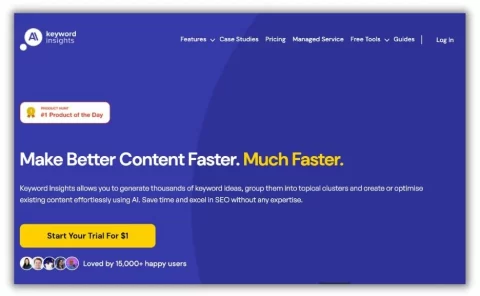 keyword
insights
Features Case Studies Pricing Managed Service Free Tools Guides Log in
PRODUCT HUNT
#1 Product of the Day
Make Better Content Faster. Much Faster.
Keyword Insights allows you to generate thousands of keyword ideas, group them into topical clusters and create or optimise
existing content effortlessly using AI. Save time and excel in SEO without any expertise.
Start Your Trial For $1
Loved by 15,000+ happy users